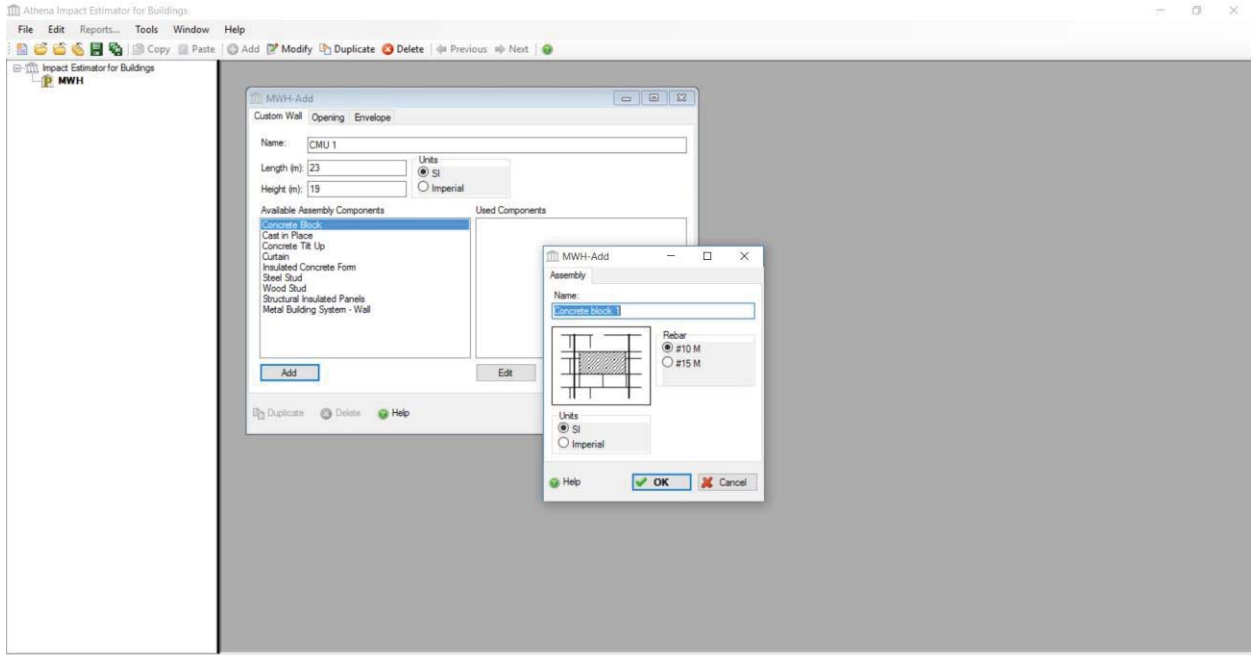 Athena Impact Estimator for Buildings
File Edit Reports... Tools Window Help
Copy Paste Add Modify Duplicate Delete Previous Next
Impact Estimator for Buildings
P MWH
MWH-Add
Custom Wall Opening Envelope
Name: CMU 1
Length (m): 23
Height (m): 19
Units
SI
Imperial
Available Assembly Components
Concrete Block
Cast in Place
Concrete Tilt Up
Curtain
Insulated Concrete Form
Steel Stud
Wood Stud
Structural Insulated Panels
Metal Building System - Wall
Used Components
Add
Edit
Duplicate Delete Help
MWH-Add
Assembly
Name:
Concrete block 1
Rebar
#10 M
#15 M
Units
SI
Imperial
Help OK Cancel